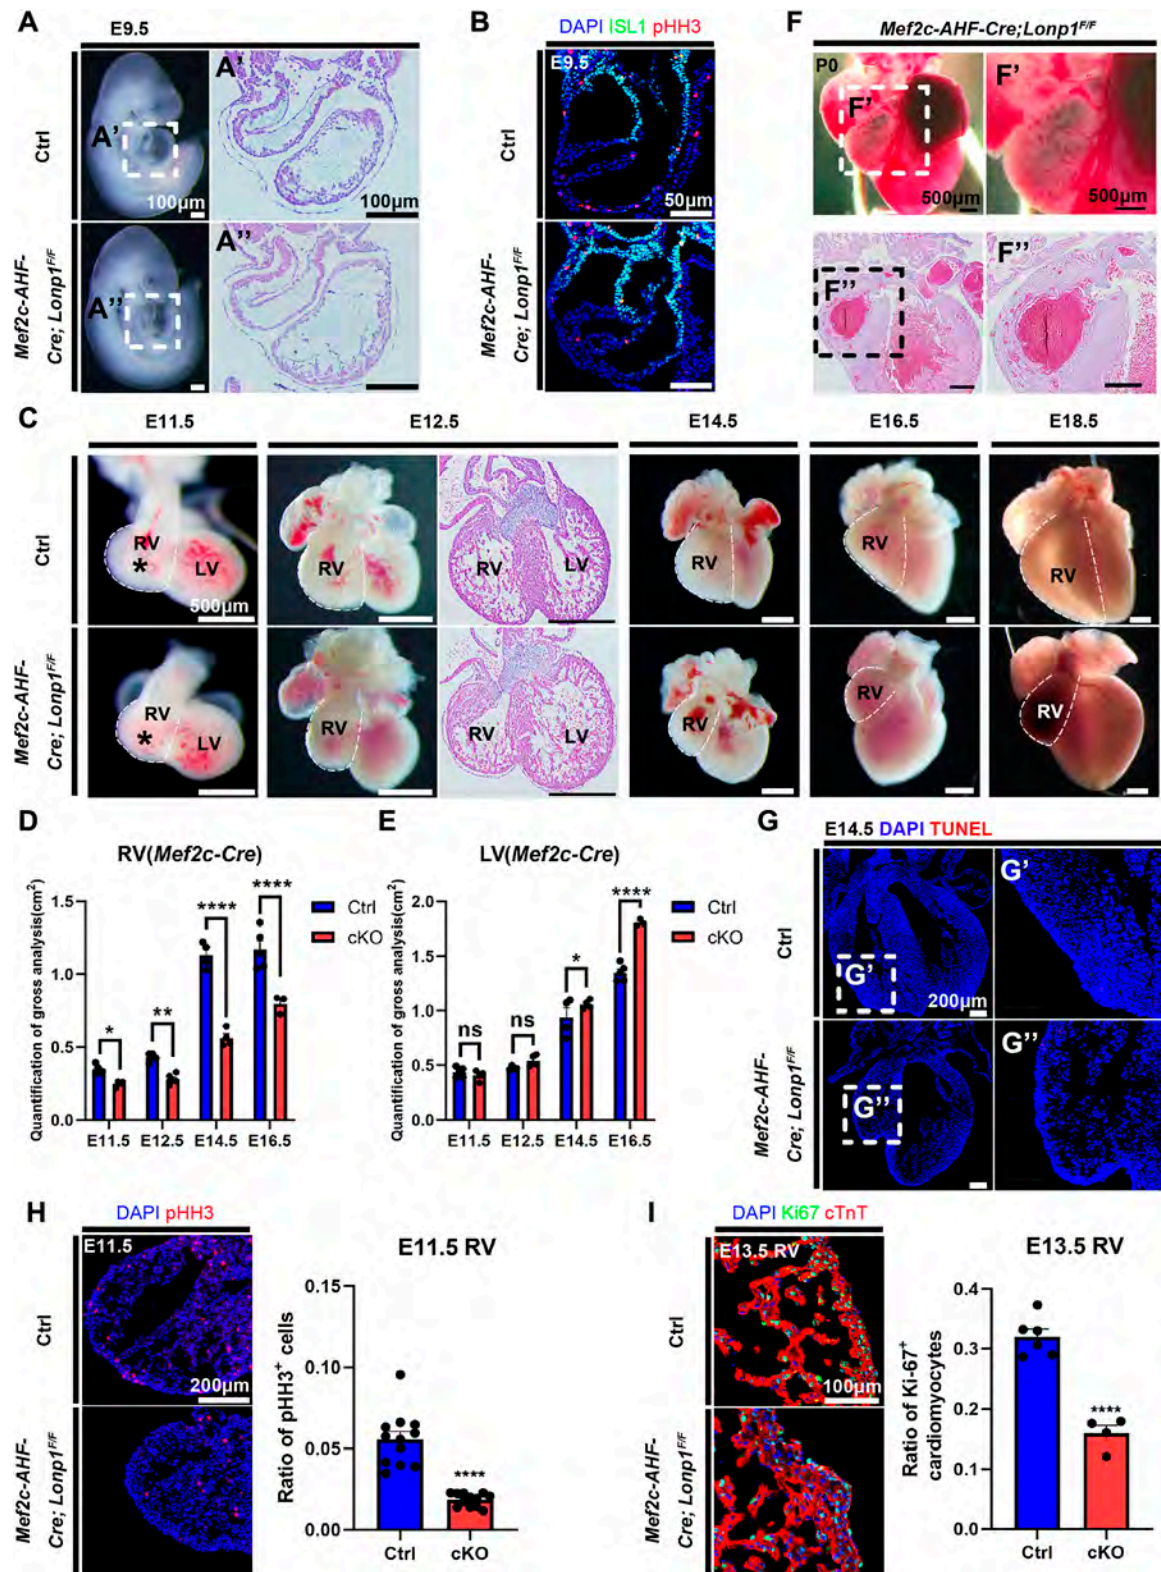 A
E9.5
A'
A'
Ctrl
100μm
100μm
A''
A''
Mef2c-AHF-
Cre; Lonp1F/F
B
DAPI ISL1 pHH3
E9.5
Ctrl
50μm
Mef2c-AHF-
Cre; Lonp1F/F
F
Mef2c-AHF-Cre;Lonp1F/F
P0
F'
F'
500μm
500μm
F''
F''
C
E11.5
E12.5
E14.5
E16.5
E18.5
Ctrl
RV
*
LV
500μm
RV
RV
LV
RV
RV
RV
Mef2c-AHF-
Cre; Lonp1F/F
RV
*
LV
RV
RV
LV
RV
RV
RV
D
RV(Mef2c-Cre)
Quantification of gross analysis(cm2)
1.5
1.0
0.5
0.0
*
**
****
****
E11.5
E12.5
E14.5
E16.5
Ctrl
cKO
E
LV(Mef2c-Cre)
Quantification of gross analysis(cm2)
2.0
1.5
1.0
0.5
0.0
ns
ns
*
****
E11.5
E12.5
E14.5
E16.5
Ctrl
cKO
G
E14.5 DAPI TUNEL
Ctrl
G'
G'
200μm
Mef2c-AHF-
Cre; Lonp1F/F
G''
G''
H
DAPI pHH3
E11.5
Ctrl
200μm
Mef2c-AHF-
Cre; Lonp1F/F
E11.5 RV
Ratio of pHH3+ cells
0.15
0.10
0.05
0.00
****
Ctrl
cKO
I
DAPI Ki67 cTnT
E13.5 RV
Ctrl
100μm
Mef2c-AHF-
Cre; Lonp1F/F
E13.5 RV
Ratio of Ki-67+
cardiomyocytes
0.4
0.3
0.2
0.1
0.0
****
Ctrl
cKO